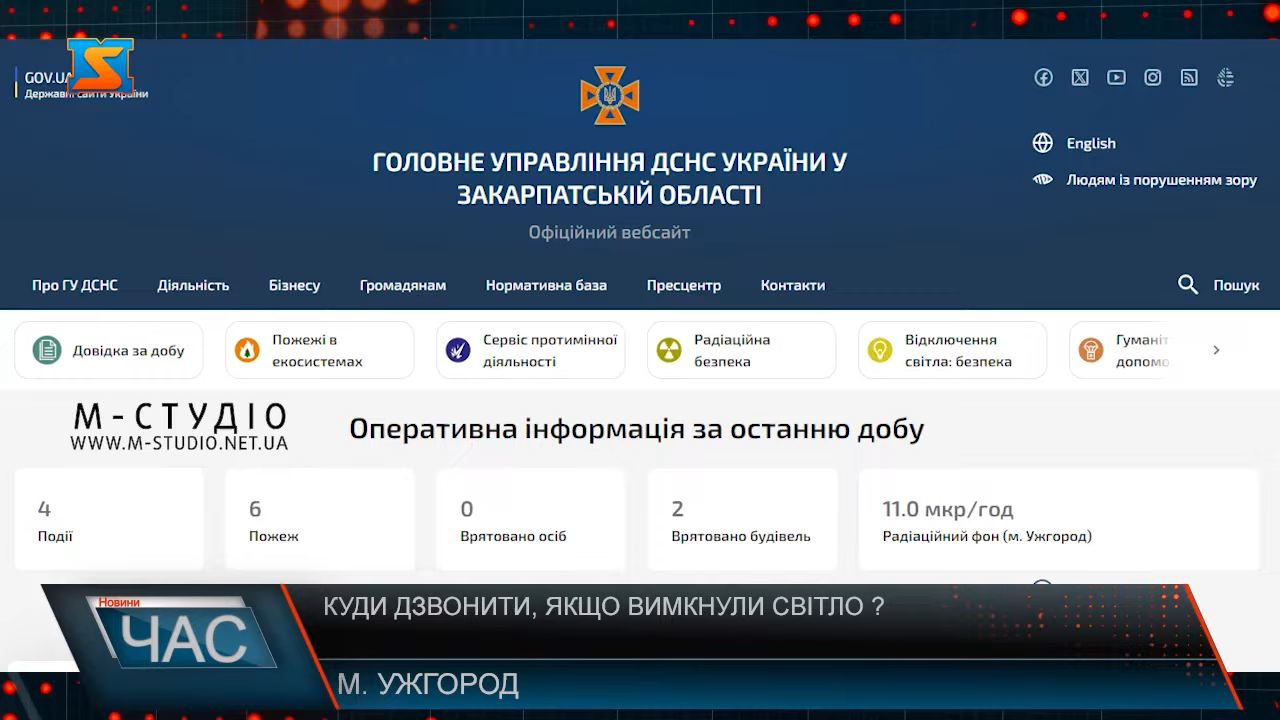 GOV.UA
Державні сайти України
ГОЛОВНЕ УПРАВЛІННЯ ДСНС УКРАЇНИ У
ЗАКАРПАТСЬКІЙ ОБЛАСТІ
Офіційний вебсайт
English
Людям із порушенням зору
Про ГУ ДСНС
Діяльність
Бізнесу
Громадянам
Нормативна база
Пресцентр
Контакти
Пошук
Довідка за добу
Пожежі в
екосистемах
Сервіс протимінної
діяльності
Радіаційна
безпека
Відключення
світла: безпека
Гуманіт
допомо
М-СТУДІО
WWW.M-STUDIO.NET.UA
Оперативна інформація за останню добу
4
Події
6
Пожеж
0
Врятовано осіб
2
Врятовано будівель
11.0 мкр/год
Радіаційний фон (м. Ужгород)
Новини
ЧАС
КУДИ ДЗВОНИТИ, ЯКЩО ВИМКНУЛИ СВІТЛО ?
М. УЖГОРОД